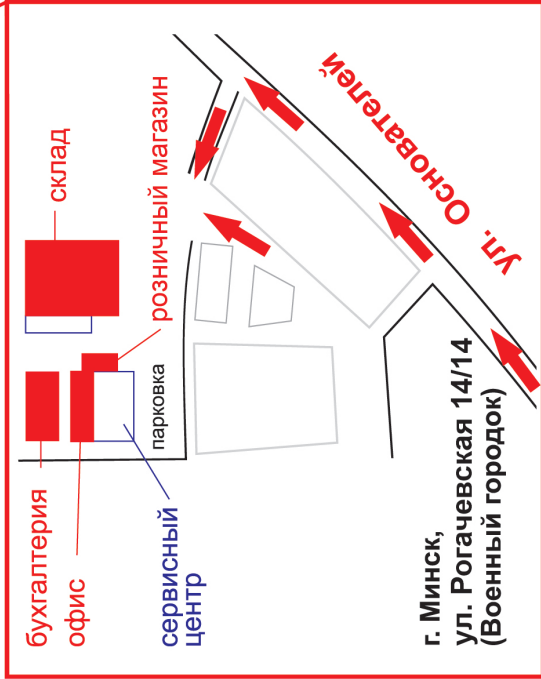 бухгалтерия
офис
сервисный
центр
парковка
розничный магазин
склад
ул. Основателей
г. Минск,
ул. Рогачевская 14/14
(Военный городок)